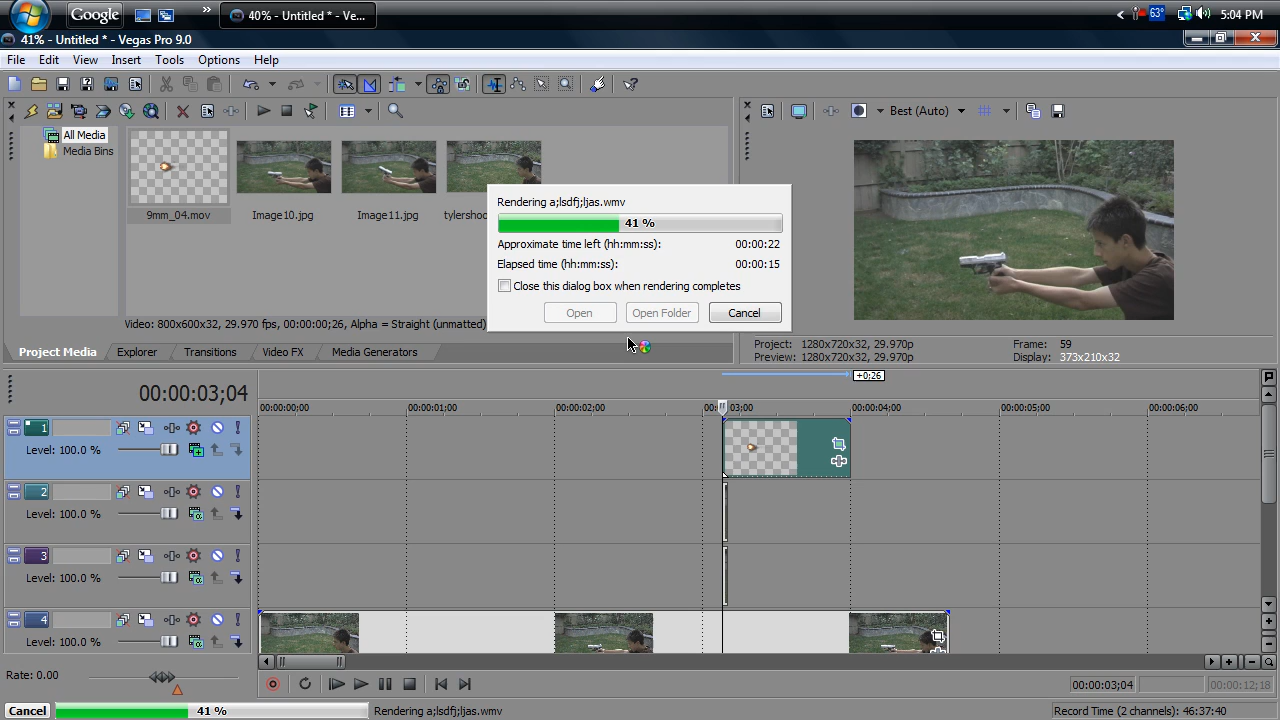 Google
»
40% - Untitled * - Ve...
63°
5:04 PM
41% - Untitled * - Vegas Pro 9.0
File Edit View Insert Tools Options Help
Best (Auto)
All Media
Media Bins
9mm_04.mov
Image10.jpg
Image11.jpg
tylershoo
Rendering a;lsdfj;ljas.wmv
41 %
Approximate time left (hh:mm:ss): 00:00:22
Elapsed time (hh:mm:ss): 00:00:15
Close this dialog box when rendering completes
Open Open Folder Cancel
Video: 800x600x32, 29.970 fps, 00:00:00;26, Alpha = Straight (unmatted)
Project Media Explorer Transitions Video FX Media Generators
Project: 1280x720x32, 29.970p Frame: 59
Preview: 1280x720x32, 29.970p Display: 373x210x32
+0;26
00:00:03;04
00:00:00;00 00:00:01;00 00:00:02;00 00:00:03;00 00:00:04;00 00:00:05;00 00:00:06;00
1
Level: 100.0 %
2
Level: 100.0 %
3
Level: 100.0 %
4
Level: 100.0 %
Rate: 0.00
00:00:03;04
00:00:12;18
Cancel 41 % Rendering a;lsdfj;ljas.wmv Record Time (2 channels): 46:37:40